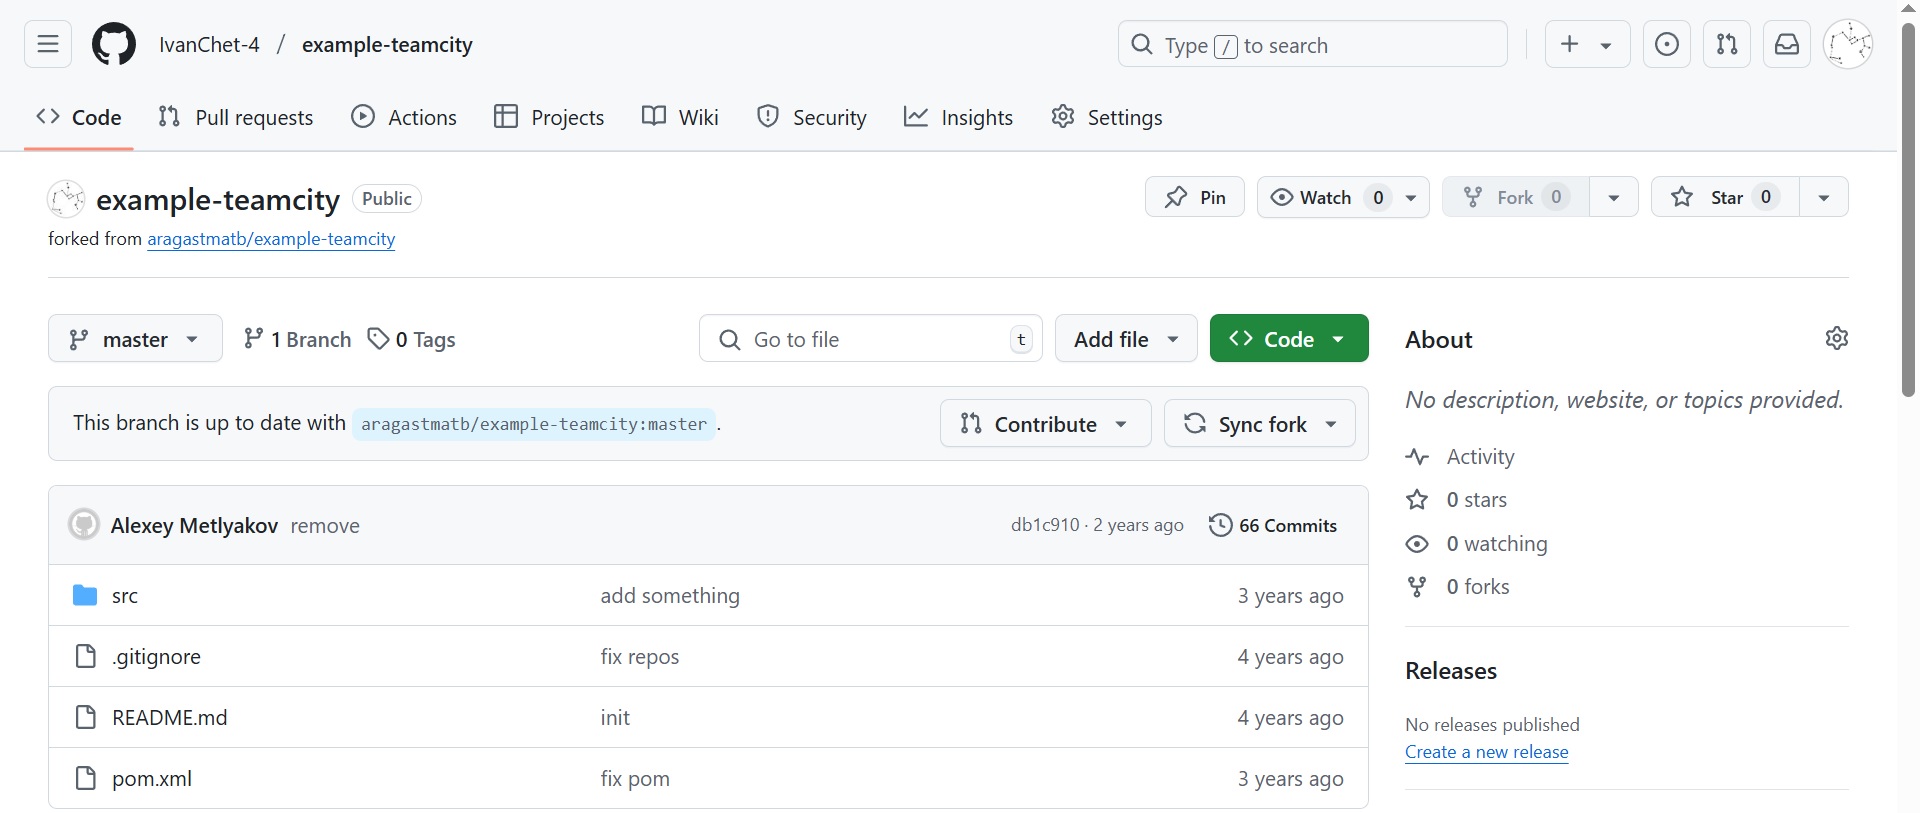 IvanChet-4 / example-teamcity
Type / to search
Code Pull requests Actions Projects Wiki Security Insights Settings
example-teamcity Public
Pin Watch 0 Fork 0 Star 0
forked from aragastmatb/example-teamcity
master 1 Branch 0 Tags Go to file t Add file Code
About
This branch is up to date with aragastmatb/example-teamcity:master. Contribute Sync fork
No description, website, or topics provided.
Activity
0 stars
0 watching
0 forks
Alexey Metlyakov remove db1c910 · 2 years ago 66 Commits
src add something 3 years ago
.gitignore fix repos 4 years ago
README.md init 4 years ago
pom.xml fix pom 3 years ago
Releases
No releases published
Create a new release